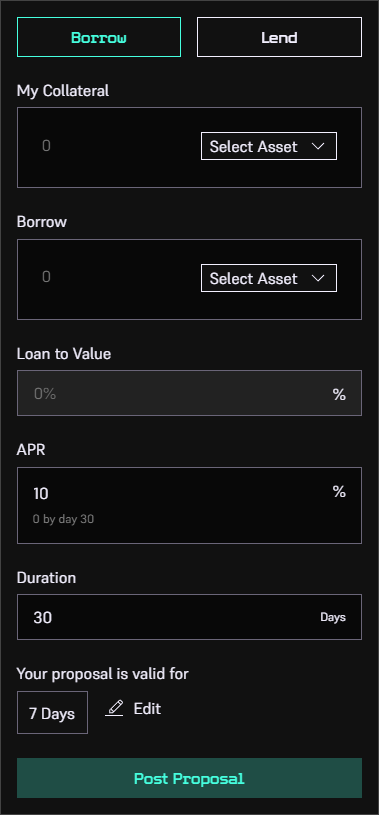 Borrow Lend
My Collateral
0 Select Asset
Borrow
0 Select Asset
Loan to Value
0% %
APR
10 %
0 by day 30
Duration
30 Days
Your proposal is valid for
7 Days Edit
Post Proposal